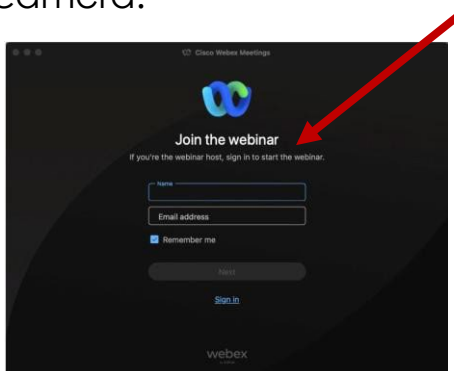 camera.
Cisco Webex Meetings
Join the webinar
If you're the webinar host, sign in to start the webinar.
Name
Email address
Remember me
Next
Sign in
webex